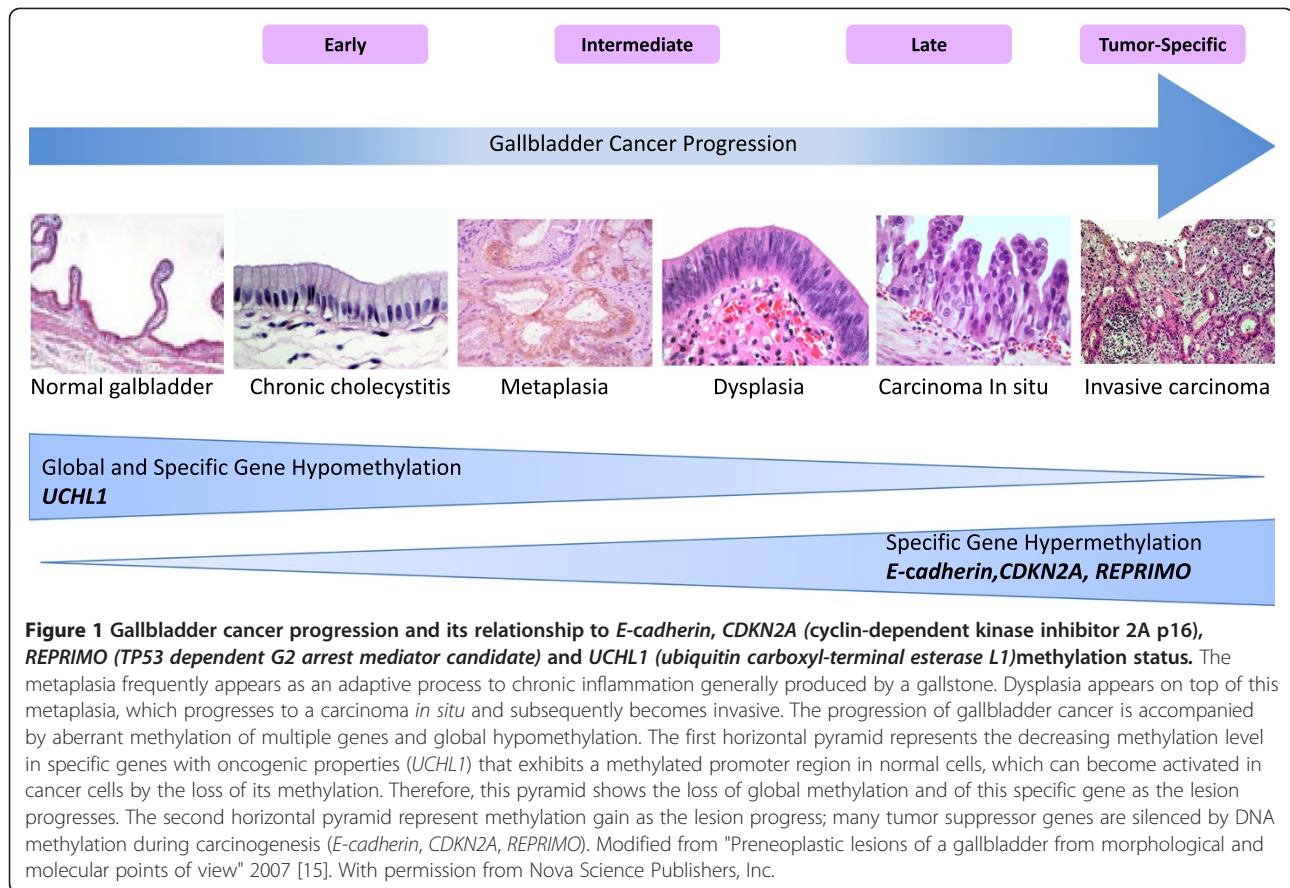 Early Intermediate Late Tumor-Specific
Gallbladder Cancer Progression
Normal galbladder Chronic cholecystitis Metaplasia Dysplasia Carcinoma In situ Invasive carcinoma
Global and Specific Gene Hypomethylation
UCHL1
Specific Gene Hypermethylation
E-cadherin,CDKN2A, REPRIMO
Figure 1 Gallbladder cancer progression and its relationship to E-cadherin, CDKN2A (cyclin-dependent kinase inhibitor 2A p16),
REPRIMO (TP53 dependent G2 arrest mediator candidate) and UCHL1 (ubiquitin carboxyl-terminal esterase L1)methylation status. The
metaplasia frequently appears as an adaptive process to chronic inflammation generally produced by a gallstone. Dysplasia appears on top of this
metaplasia, which progresses to a carcinoma in situ and subsequently becomes invasive. The progression of gallbladder cancer is accompanied
by aberrant methylation of multiple genes and global hypomethylation. The first horizontal pyramid represents the decreasing methylation level
in specific genes with oncogenic properties (UCHL1) that exhibits a methylated promoter region in normal cells, which can become activated in
cancer cells by the loss of its methylation. Therefore, this pyramid shows the loss of global methylation and of this specific gene as the lesion
progresses. The second horizontal pyramid represent methylation gain as the lesion progress; many tumor suppressor genes are silenced by DNA
methylation during carcinogenesis (E-cadherin, CDKN2A, REPRIMO). Modified from "Preneoplastic lesions of a gallbladder from morphological and
molecular points of view" 2007 [15]. With permission from Nova Science Publishers, Inc.